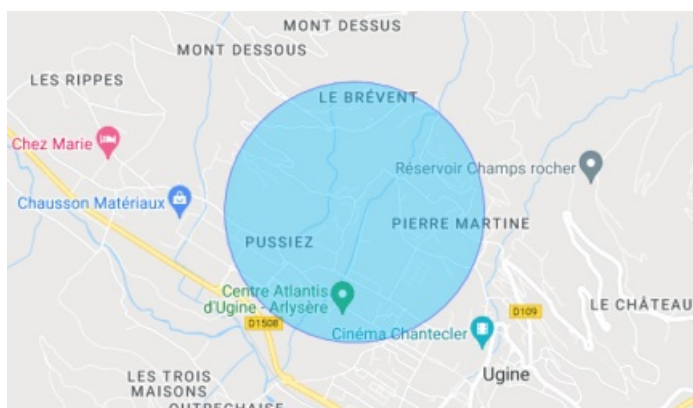 MONT DESSUS
MONT DESSOUS
LES RIPPES
LE BRÉVENT
Chez Marie
Réservoir Champs rocher
Chausson Matériaux
PIERRE MARTINE
PUSSIEZ
Centre Atlantis
d'Ugine - Arlysère
LE CHÂTEAU
D109
D1508
Cinéma Chantecler
Ugine
LES TROIS
MAISONS
OUTRECHAISE